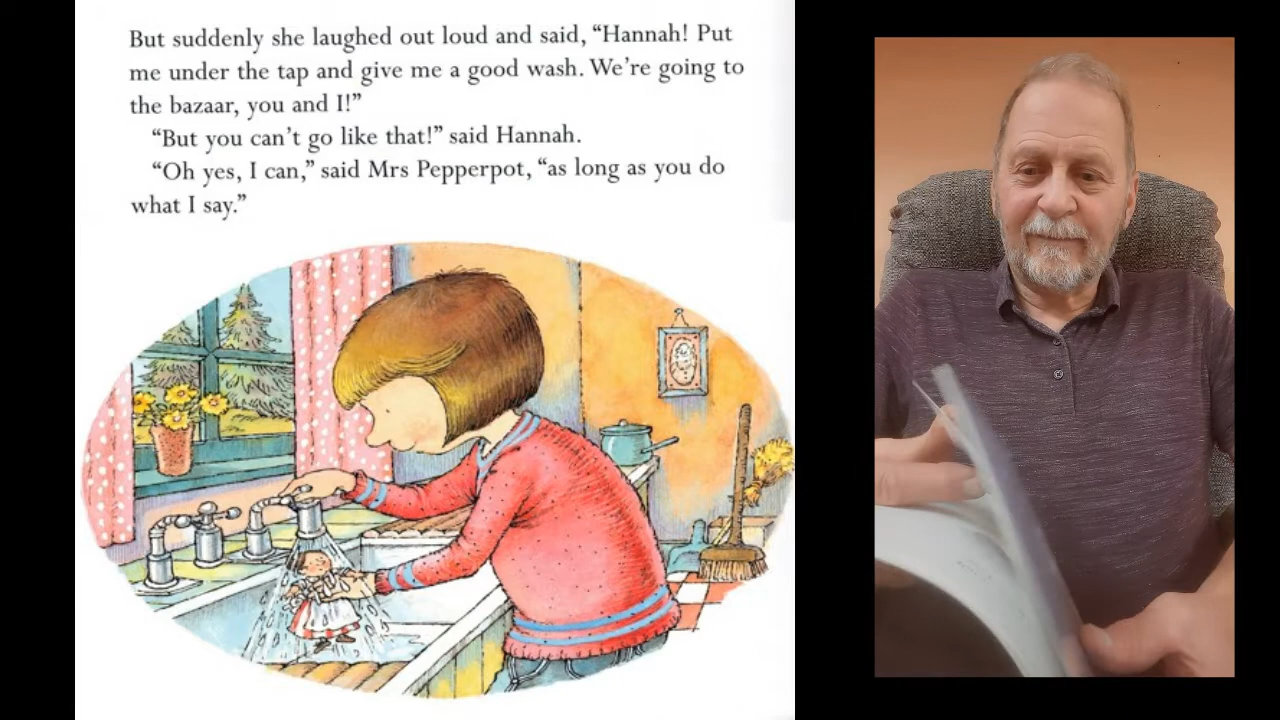 But suddenly she laughed out loud and said, “Hannah! Put
me under the tap and give me a good wash. We’re going to
the bazaar, you and I!”
“But you can’t go like that!” said Hannah.
“Oh yes, I can,” said Mrs Pepperpot, “as long as you do
what I say.”